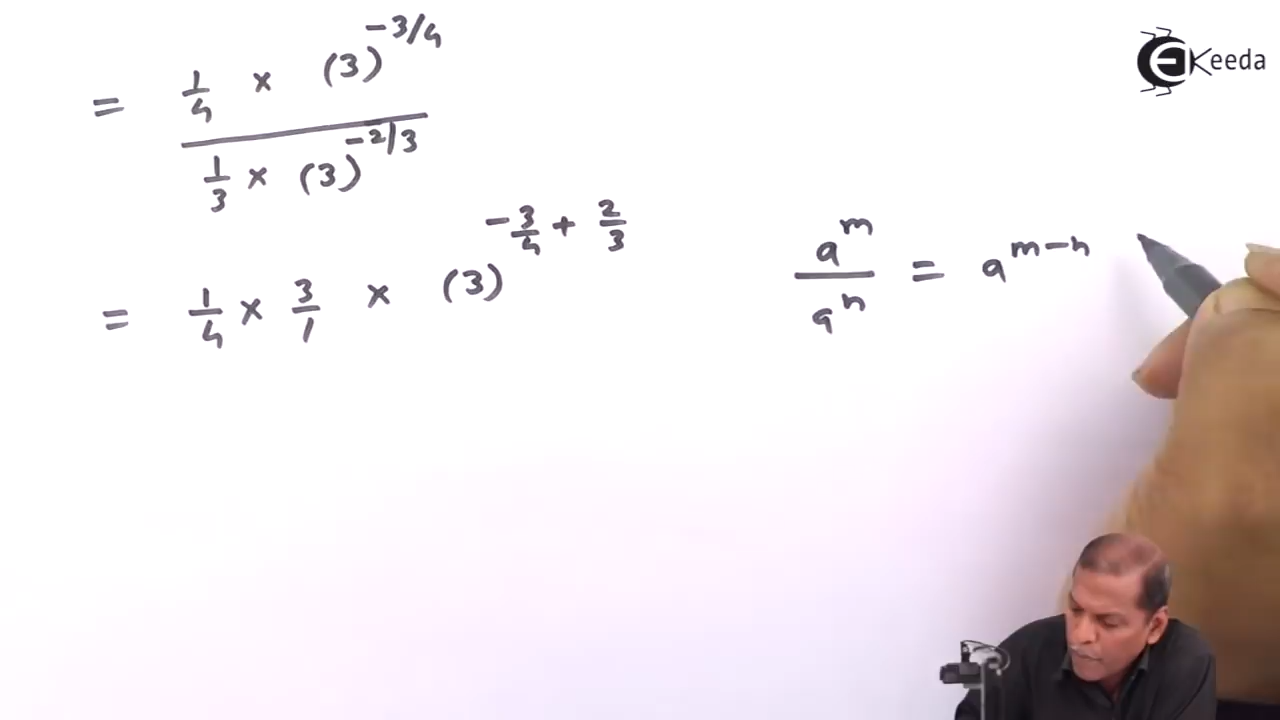 EKeeda
= 1/4 × (3)^-3/4
1/3 × (3)^-2/3
= 1/4 × 3/1 × (3)^-3/4 + 2/3
a^m/a^n = a^m-n